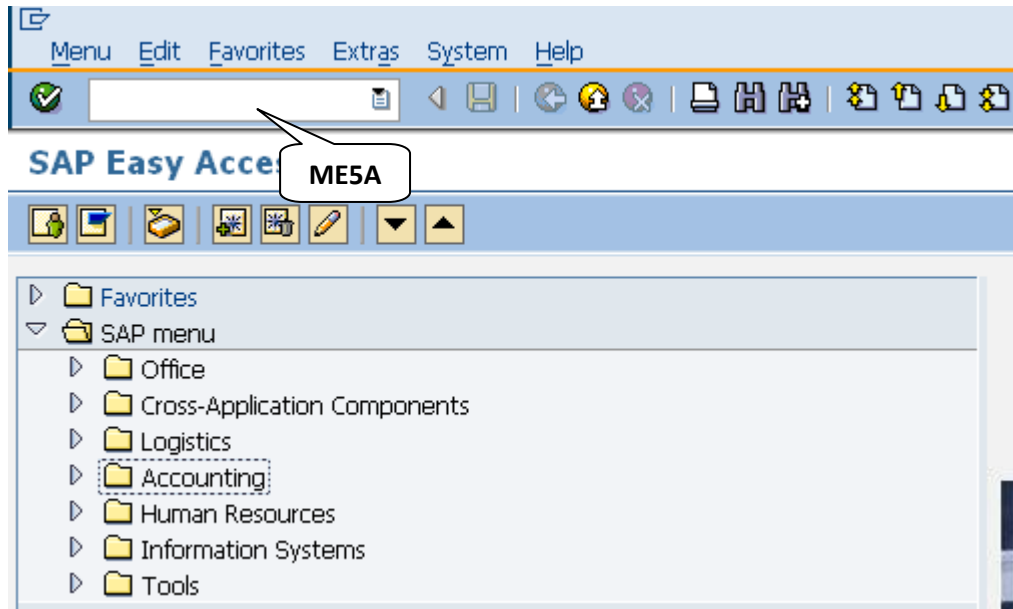 Menu Edit Favorites Extras System Help
SAP Easy Acces
ME5A
Favorites
SAP menu
Office
Cross-Application Components
Logistics
Accounting
Human Resources
Information Systems
Tools